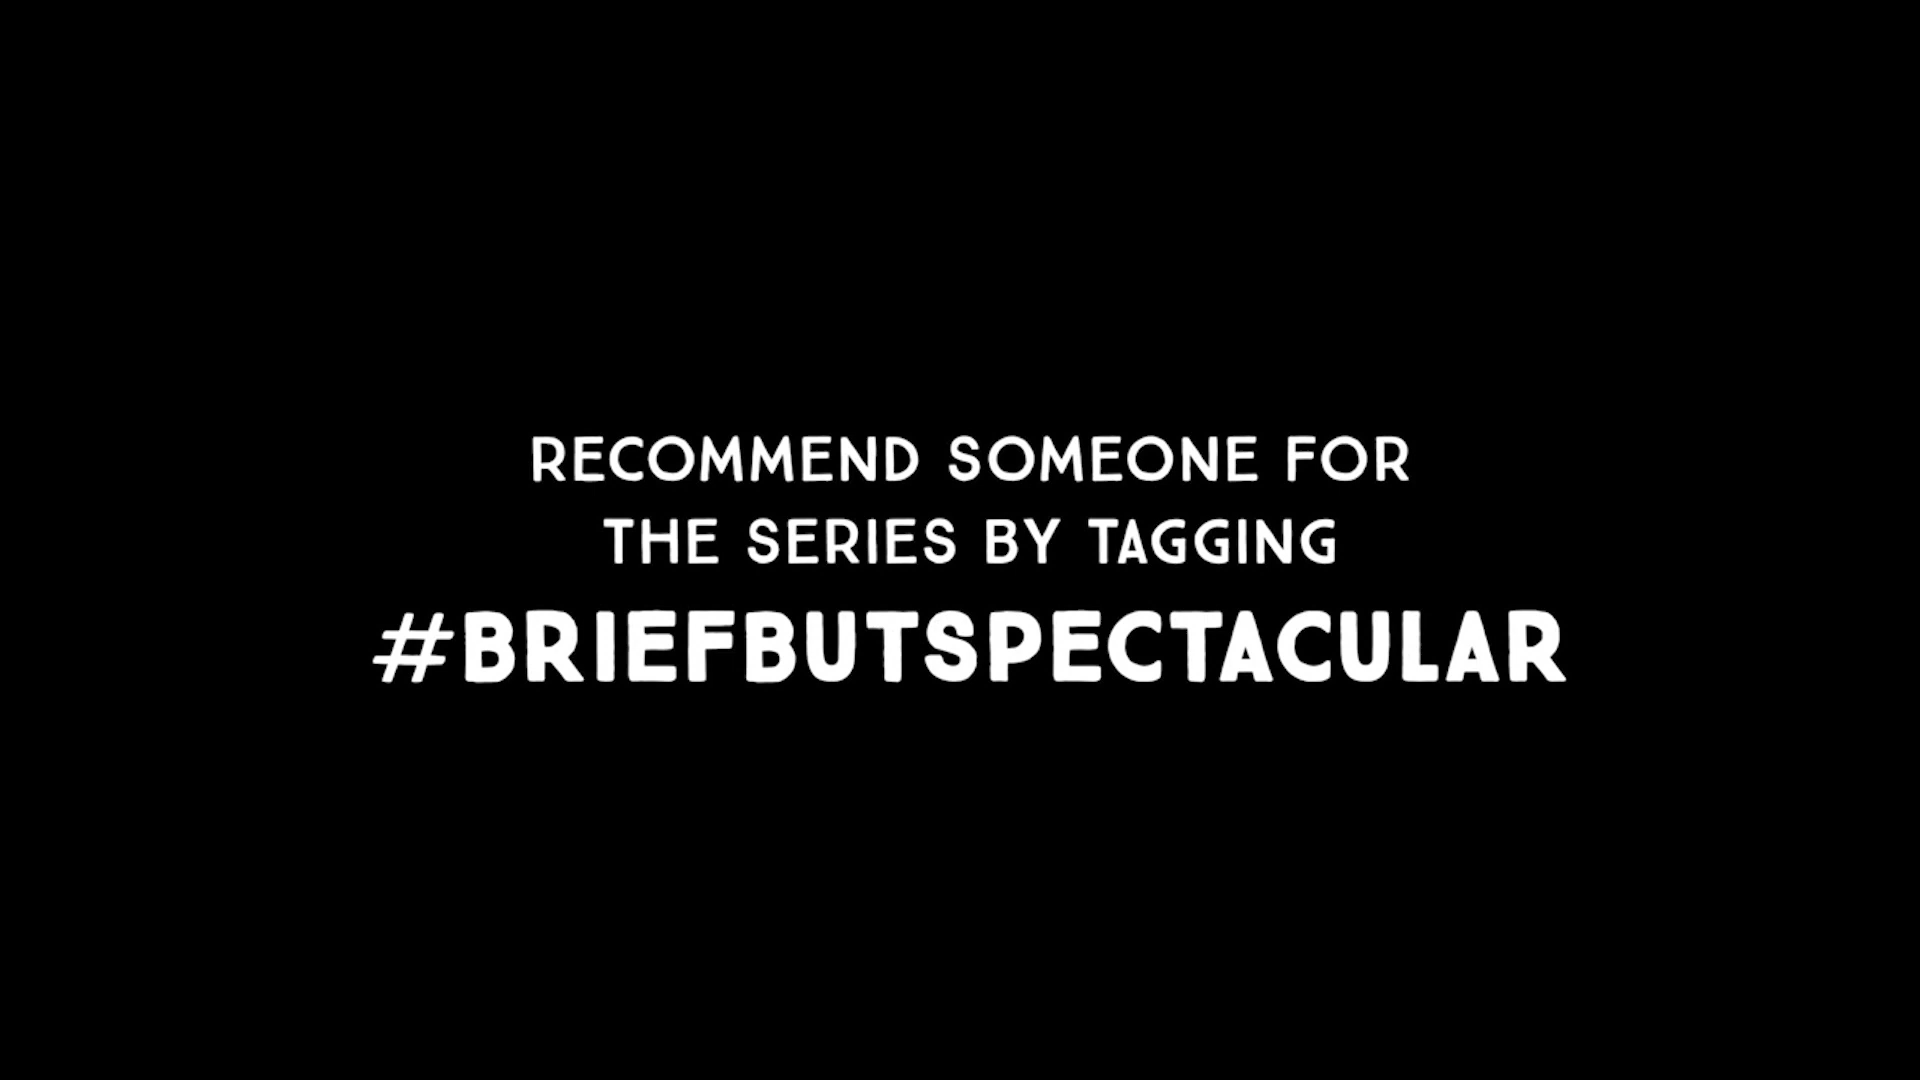 RECOMMEND SOMEONE FOR
THE SERIES BY TAGGING
#BRIEFBUTSPECTACULAR